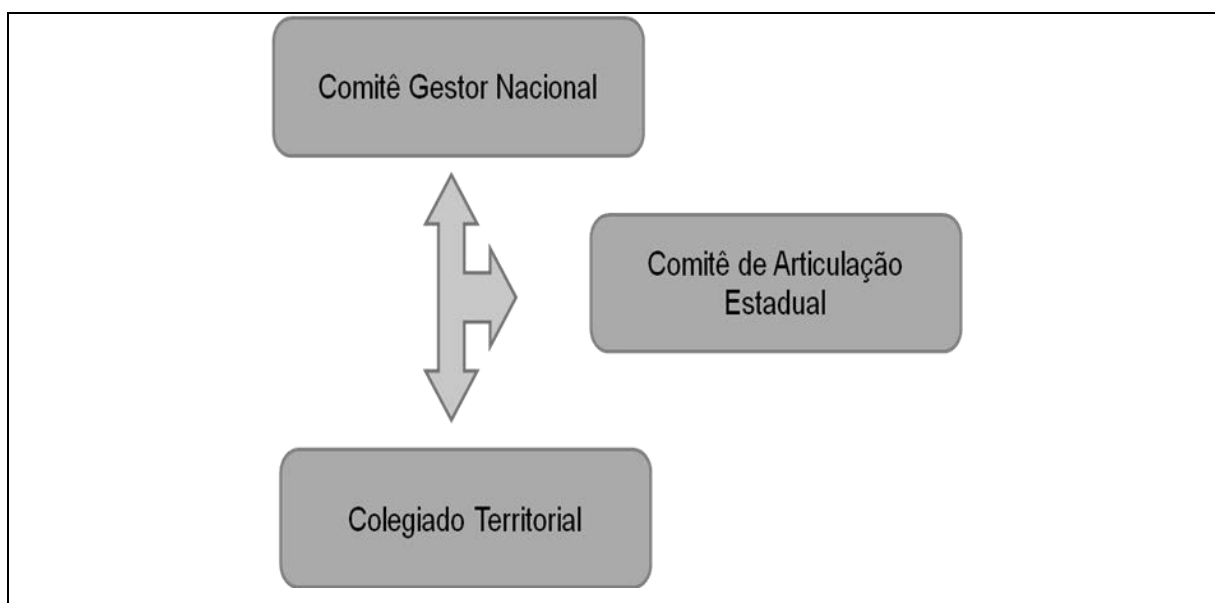 Comitê Gestor Nacional
Comitê de Articulação
Estadual
Colegiado Territorial